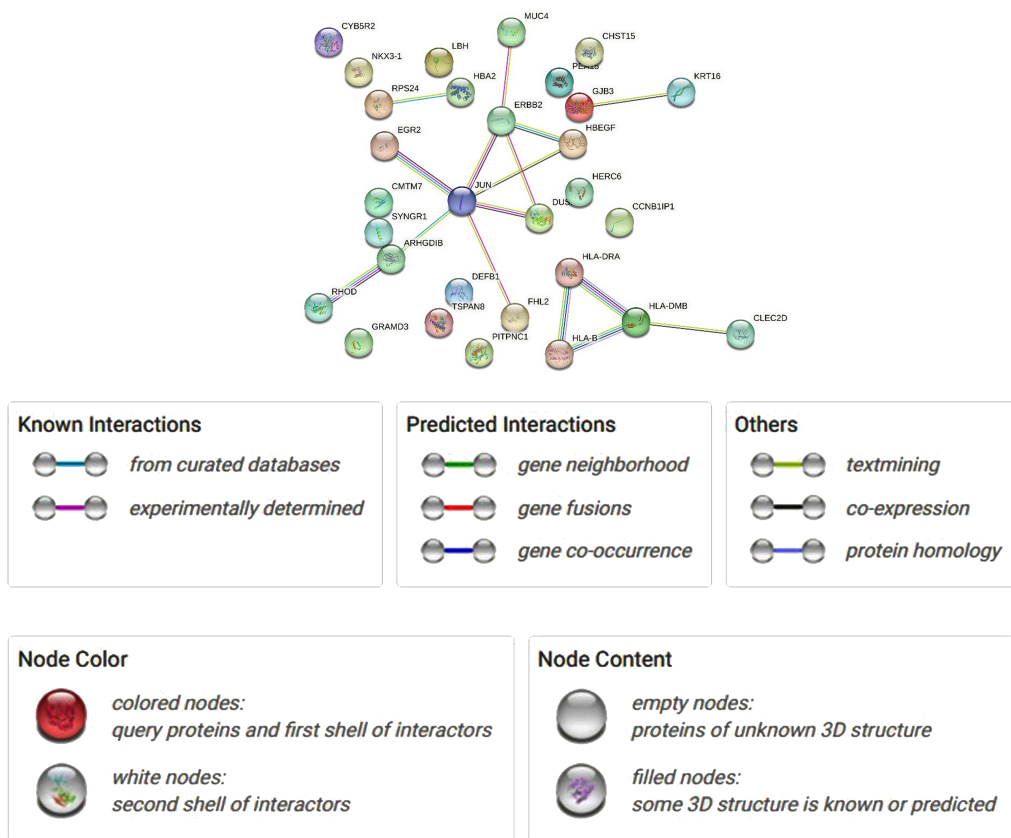 MUC4
CYB5R2
CHST15
LBH
NKX3-1
HBA2
KRT16
RPS24
GJB3
ERBB2
EGR2
HBEGF
HERC6
JUN
CMTM7
CCNB1IP1
SYNGR1
ARHGDIB
HLA-DRA
DEFB1
RHOD
TSPAN8
FHL2
HLA-DMB
CLEC2D
GRAMD3
PITPNC1
HLA-B
Known Interactions
from curated databases
experimentally determined
Predicted Interactions
gene neighborhood
gene fusions
gene co-occurrence
Others
textmining
co-expression
protein homology
Node Color
colored nodes:
query proteins and first shell of interactors
white nodes:
second shell of interactors
Node Content
empty nodes:
proteins of unknown 3D structure
filled nodes:
some 3D structure is known or predicted